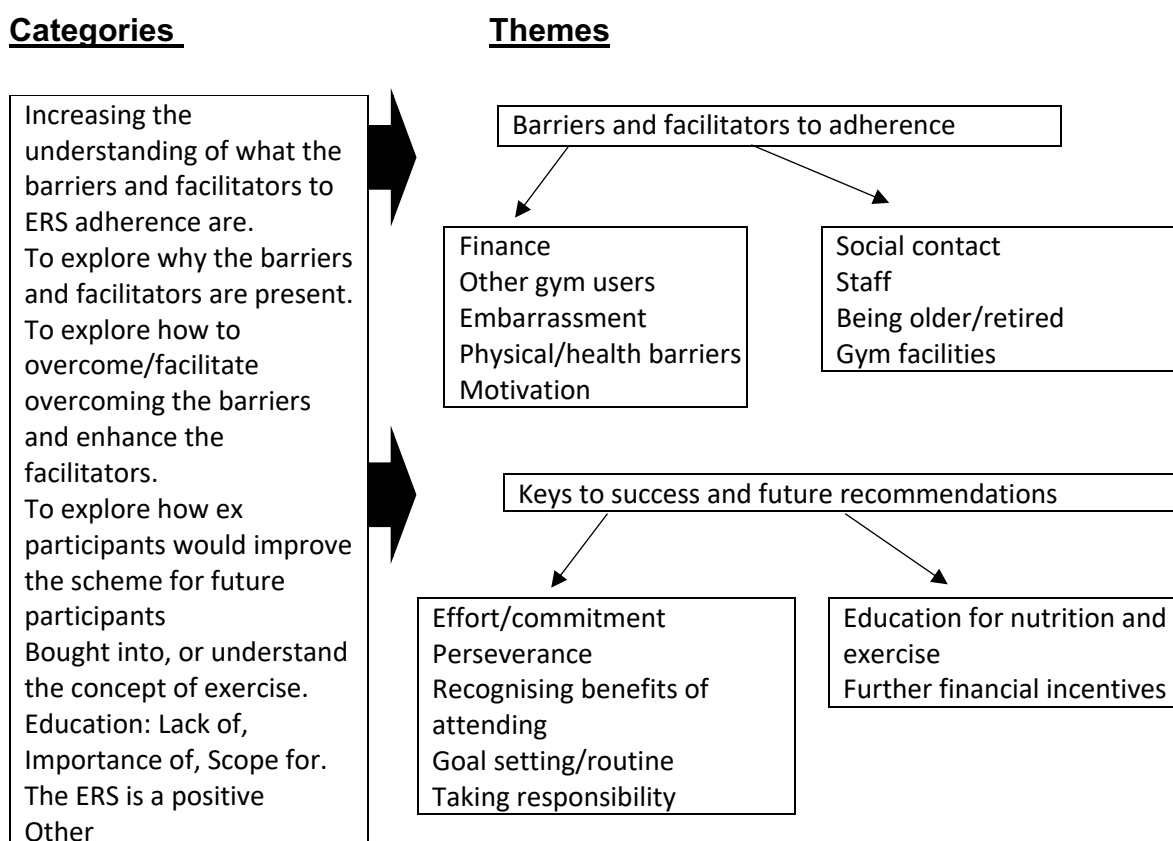 Categories
Themes
Increasing the
understanding of what the
barriers and facilitators to
ERS adherence are.
To explore why the barriers
and facilitators are present.
To explore how to
overcome/facilitate
overcoming the barriers
and enhance the
facilitators.
To explore how ex
participants would improve
the scheme for future
participants
Bought into, or understand
the concept of exercise.
Education: Lack of,
Importance of, Scope for.
The ERS is a positive
Other
Barriers and facilitators to adherence
Finance
Other gym users
Embarrassment
Physical/health barriers
Motivation
Social contact
Staff
Being older/retired
Gym facilities
Keys to success and future recommendations
Effort/commitment
Perseverance
Recognising benefits of
attending
Goal setting/routine
Taking responsibility
Education for nutrition and
exercise
Further financial incentives